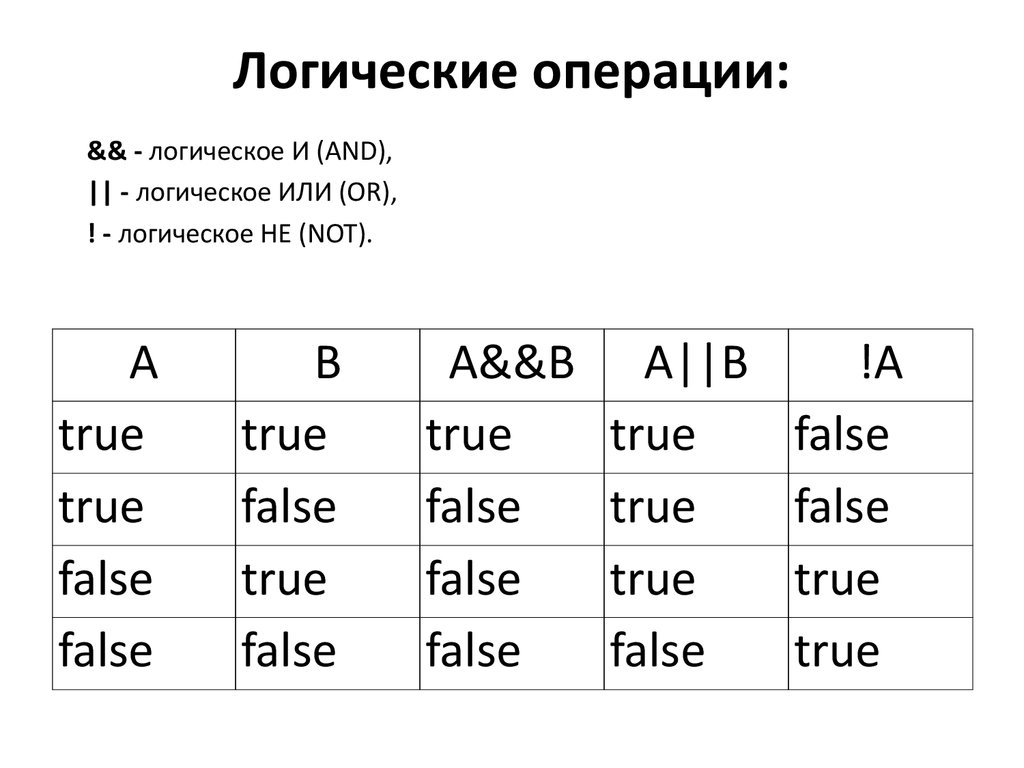 Логические операции:
&& - логическое И (AND),
|| - логическое ИЛИ (OR),
! - логическое НЕ (NOT).
A B A&&B A||B !A
true true true true false
true false false true false
false true false true true
false false false false true